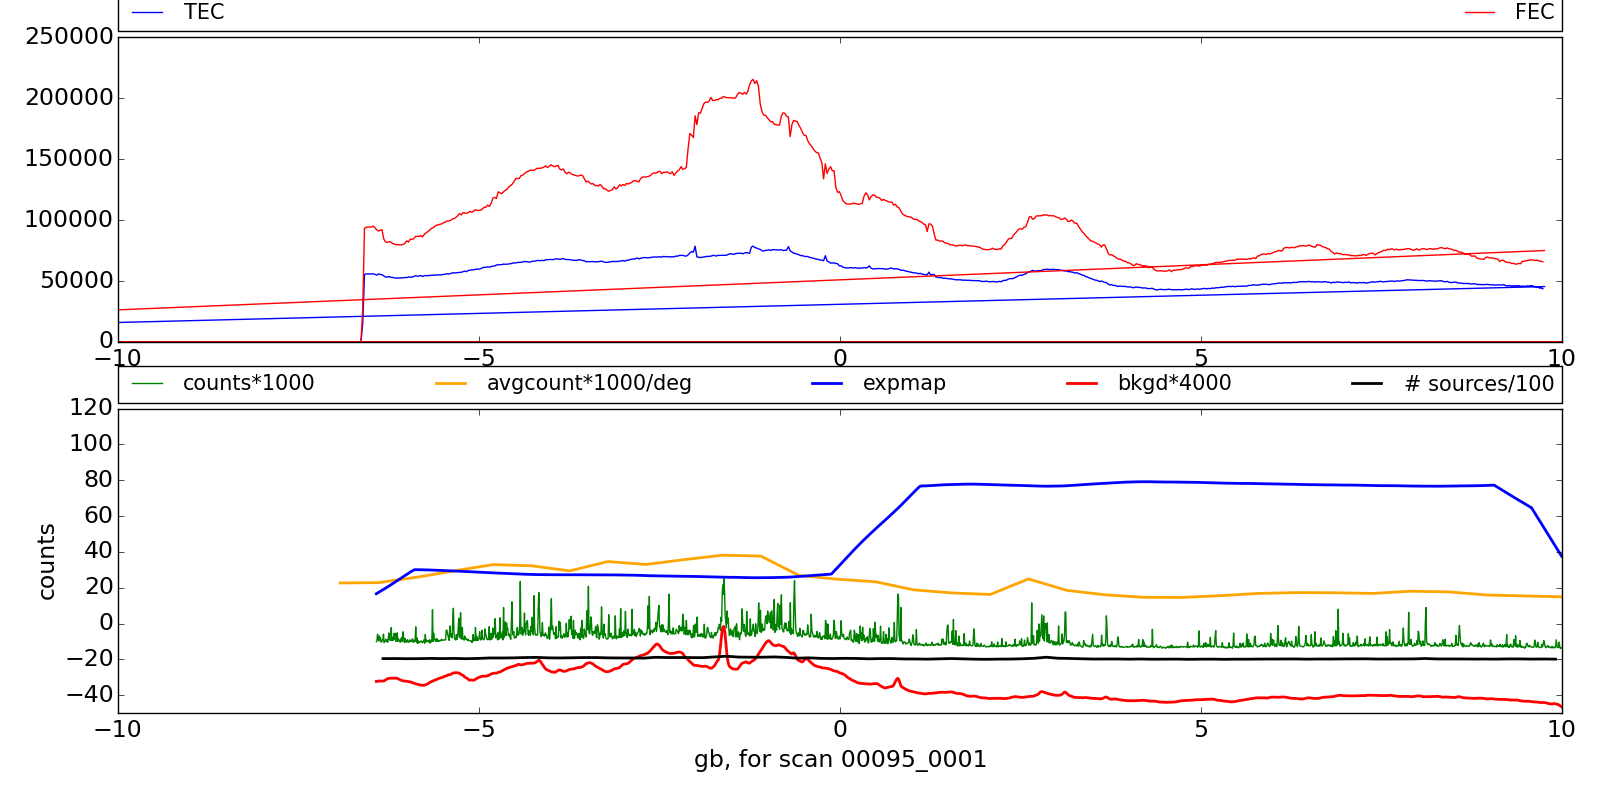 TEC FEC
250000
200000
150000
100000
50000
0
−10 −5 0 5 10
counts*1000 avgcount*1000/deg expmap bkgd*4000 # sources/100
120
100
80
60
40
20
0
−20
−40
counts
−10 −5 0 5 10
gb, for scan 00095_0001